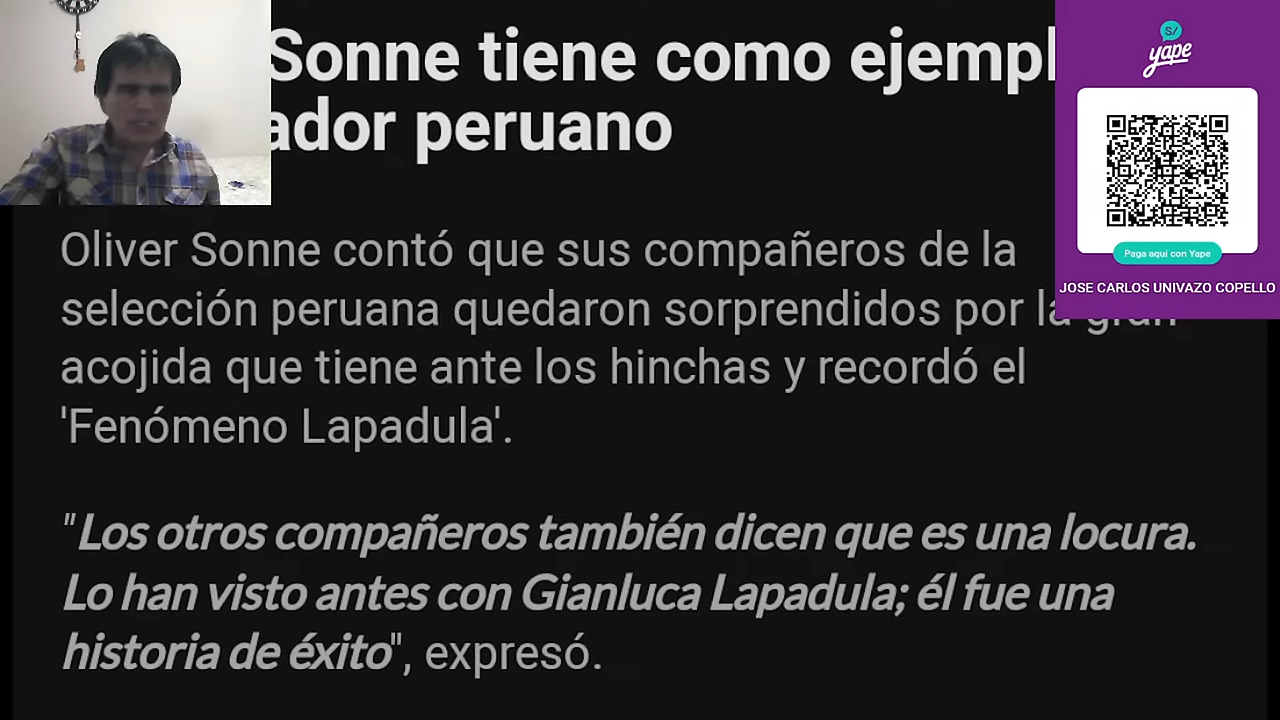 Sonne tiene como ejempl
ador peruano
Oliver Sonne contó que sus compañeros de la
selección peruana quedaron sorprendidos por la gran
acojida que tiene ante los hinchas y recordó el
'Fenómeno Lapadula'.
"Los otros compañeros también dicen que es una locura.
Lo han visto antes con Gianluca Lapadula; él fue una
historia de éxito", expresó.
S/
yape
Paga aquí con Yape
JOSE CARLOS UNIVAZO COPELLO